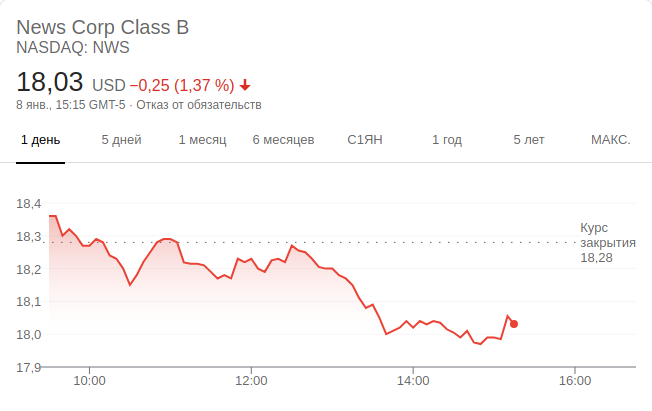 News Corp Class B
NASDAQ: NWS
18,03 USD −0,25 (1,37 %)
8 янв., 15:15 GMT-5 · Отказ от обязательств
1 день 5 дней 1 месяц 6 месяцев С1ЯН 1 год 5 лет МАКС.
18,4
18,3
18,2
18,1
18,0
17,9
Курс
закрытия
18,28
10:00 12:00 14:00 16:00